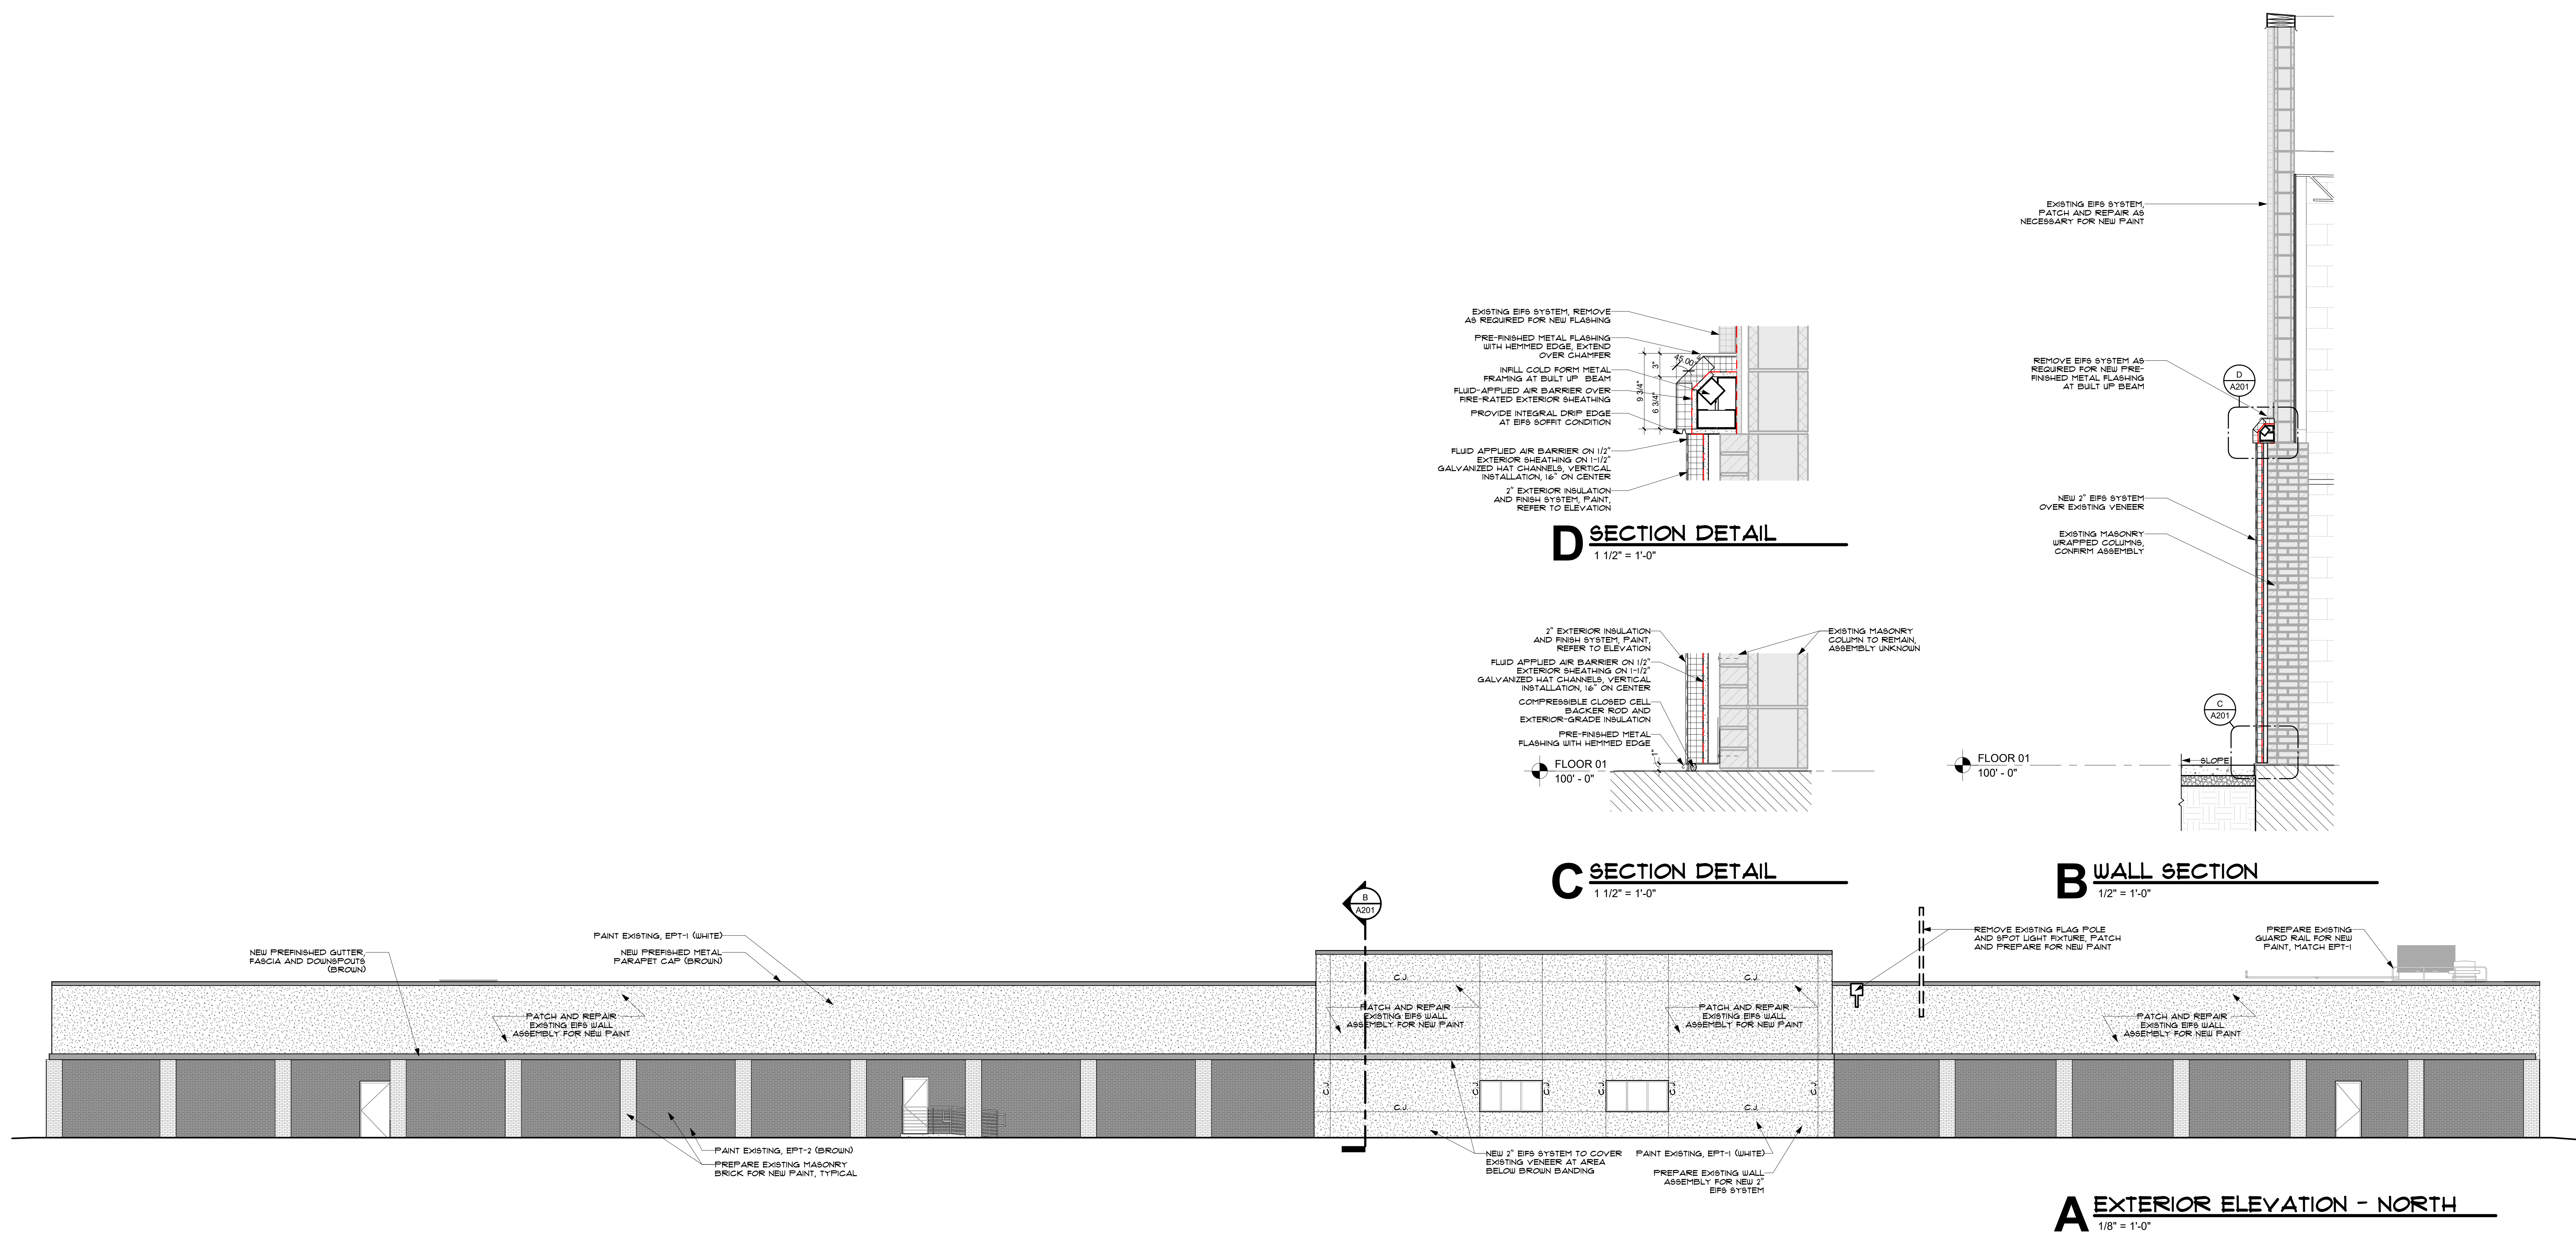 EXISTING EIFS SYSTEM,
PATCH AND REPAIR AS
NECESSARY FOR NEW PAINT
REMOVE EIFS SYSTEM AS
REQUIRED FOR NEW PRE-
FINISHED METAL FLASHING
AT BUILT UP BEAM
D
A201
NEW 2" EIFS SYSTEM
OVER EXISTING VENEER
EXISTING MASONRY
WRAPPED COLUMNS,
CONFIRM ASSEMBLY
C
A201
FLOOR 01
100' - 0"
SLOPE
B WALL SECTION
1/2" = 1'-0"
EXISTING EIFS SYSTEM, REMOVE
AS REQUIRED FOR NEW FLASHING
PRE-FINISHED METAL FLASHING
WITH HEMMED EDGE, EXTEND
OVER CHAMFER
INFILL COLD FORM METAL
FRAMING AT BUILT UP BEAM
FLUID-APPLIED AIR BARRIER OVER
FIRE-RATED EXTERIOR SHEATHING
PROVIDE INTEGRAL DRIP EDGE
AT EIFS SOFFIT CONDITION
FLUID APPLIED AIR BARRIER ON 1/2"
EXTERIOR SHEATHING ON 1-1/2"
GALVANIZED HAT CHANNELS, VERTICAL
INSTALLATION, 16" ON CENTER
2" EXTERIOR INSULATION
AND FINISH SYSTEM, PAINT,
REFER TO ELEVATION
9 3/4"
6 3/4"
3"
45.00°
D SECTION DETAIL
1 1/2" = 1'-0"
2" EXTERIOR INSULATION
AND FINISH SYSTEM, PAINT,
REFER TO ELEVATION
FLUID APPLIED AIR BARRIER ON 1/2"
EXTERIOR SHEATHING ON 1-1/2"
GALVANIZED HAT CHANNELS, VERTICAL
INSTALLATION, 16" ON CENTER
COMPRESSIBLE CLOSED CELL
BACKER ROD AND
EXTERIOR-GRADE INSULATION
PRE-FINISHED METAL
FLASHING WITH HEMMED EDGE
1"
EXISTING MASONRY
COLUMN TO REMAIN,
ASSEMBLY UNKNOWN
FLOOR 01
100' - 0"
C SECTION DETAIL
1 1/2" = 1'-0"
B
A201
PAINT EXISTING, EPT-1 (WHITE)
NEW PREFINISHED GUTTER,
FASCIA AND DOWNSPOUTS
(BROWN)
NEW PREFISHED METAL
PARAPET CAP (BROWN)
REMOVE EXISTING FLAG POLE
AND SPOT LIGHT FIXTURE, PATCH
AND PREPARE FOR NEW PAINT
PREPARE EXISTING
GUARD RAIL FOR NEW
PAINT, MATCH EPT-1
C.J.
C.J.
PATCH AND REPAIR
EXISTING EIFS WALL
ASSEMBLY FOR NEW PAINT
PATCH AND REPAIR
EXISTING EIFS WALL
ASSEMBLY FOR NEW PAINT
PATCH AND REPAIR
EXISTING EIFS WALL
ASSEMBLY FOR NEW PAINT
PATCH AND REPAIR
EXISTING EIFS WALL
ASSEMBLY FOR NEW PAINT
C.J.
C.J.
C.J.
C.J.
C.J.
C.J.
C.J.
C.J.
PAINT EXISTING, EPT-2 (BROWN)
PREPARE EXISTING MASONRY
BRICK FOR NEW PAINT, TYPICAL
NEW 2" EIFS SYSTEM TO COVER
EXISTING VENEER AT AREA
BELOW BROWN BANDING
PAINT EXISTING, EPT-1 (WHITE)
PREPARE EXISTING WALL
ASSEMBLY FOR NEW 2"
EIFS SYSTEM
A EXTERIOR ELEVATION - NORTH
1/8" = 1'-0"